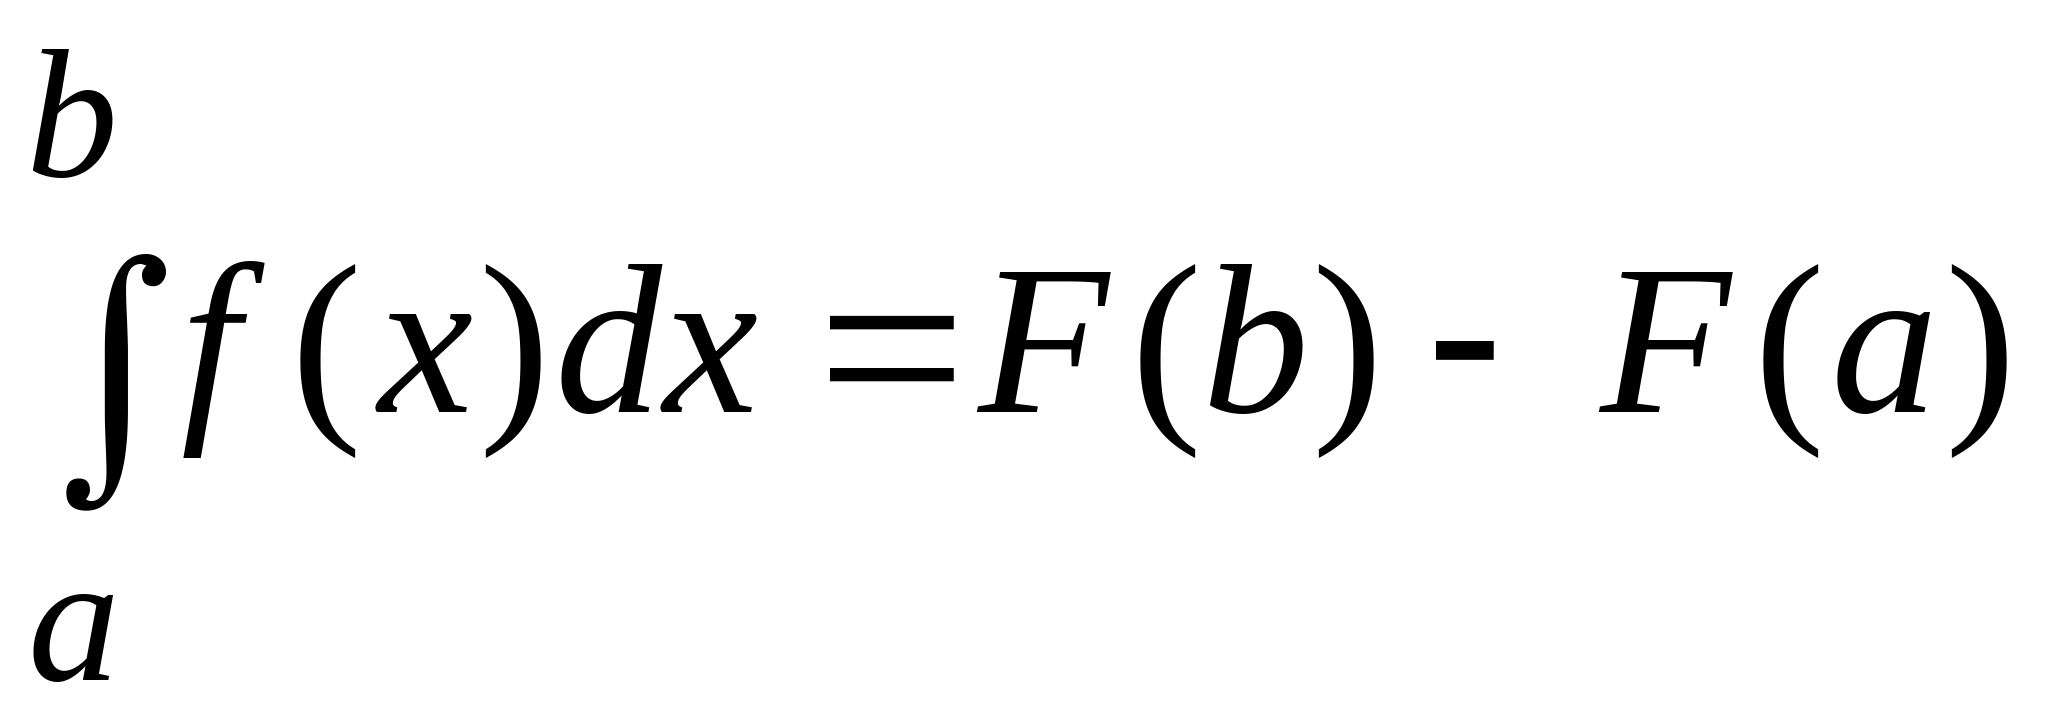 b
∫f(x)dx = F(b) - F(a)
a